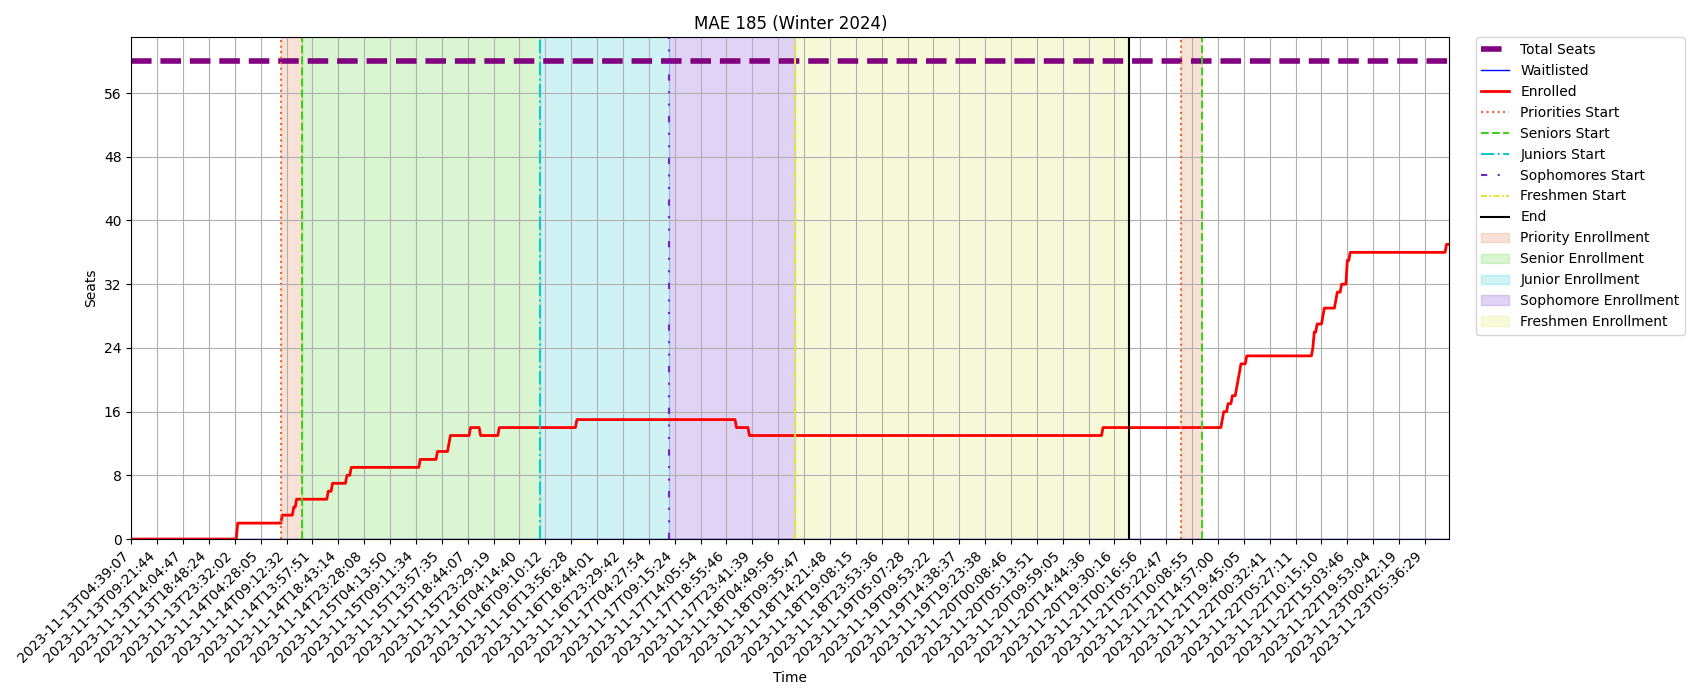 MAE 185 (Winter 2024)
Total Seats
Waitlisted
Enrolled
Priorities Start
Seniors Start
Juniors Start
Sophomores Start
Freshmen Start
End
Priority Enrollment
Senior Enrollment
Junior Enrollment
Sophomore Enrollment
Freshmen Enrollment
56
48
40
32
24
16
8
0
Seats
2023-11-13T04:39:07
2023-11-13T09:21:44
2023-11-13T14:04:47
2023-11-13T18:48:24
2023-11-13T23:32:02
2023-11-14T04:28:05
2023-11-14T09:12:32
2023-11-14T13:57:51
2023-11-14T18:43:14
2023-11-14T23:28:08
2023-11-15T04:13:50
2023-11-15T09:11:34
2023-11-15T13:57:35
2023-11-15T18:44:07
2023-11-15T23:29:19
2023-11-16T04:14:40
2023-11-16T09:10:12
2023-11-16T13:56:28
2023-11-16T18:44:01
2023-11-16T23:29:42
2023-11-17T04:27:54
2023-11-17T09:15:24
2023-11-17T14:05:54
2023-11-17T18:55:46
2023-11-17T23:41:39
2023-11-18T04:49:56
2023-11-18T09:35:47
2023-11-18T14:21:48
2023-11-18T19:08:15
2023-11-18T23:53:36
2023-11-19T05:07:28
2023-11-19T09:53:22
2023-11-19T14:38:37
2023-11-19T19:23:38
2023-11-20T00:08:46
2023-11-20T05:13:51
2023-11-20T09:59:05
2023-11-20T14:44:36
2023-11-20T19:30:16
2023-11-21T00:16:56
2023-11-21T05:22:47
2023-11-21T10:08:55
2023-11-21T14:57:00
2023-11-21T19:45:05
2023-11-22T00:32:41
2023-11-22T05:27:11
2023-11-22T10:15:10
2023-11-22T15:03:46
2023-11-22T19:53:04
2023-11-23T00:42:19
2023-11-23T05:36:29
Time